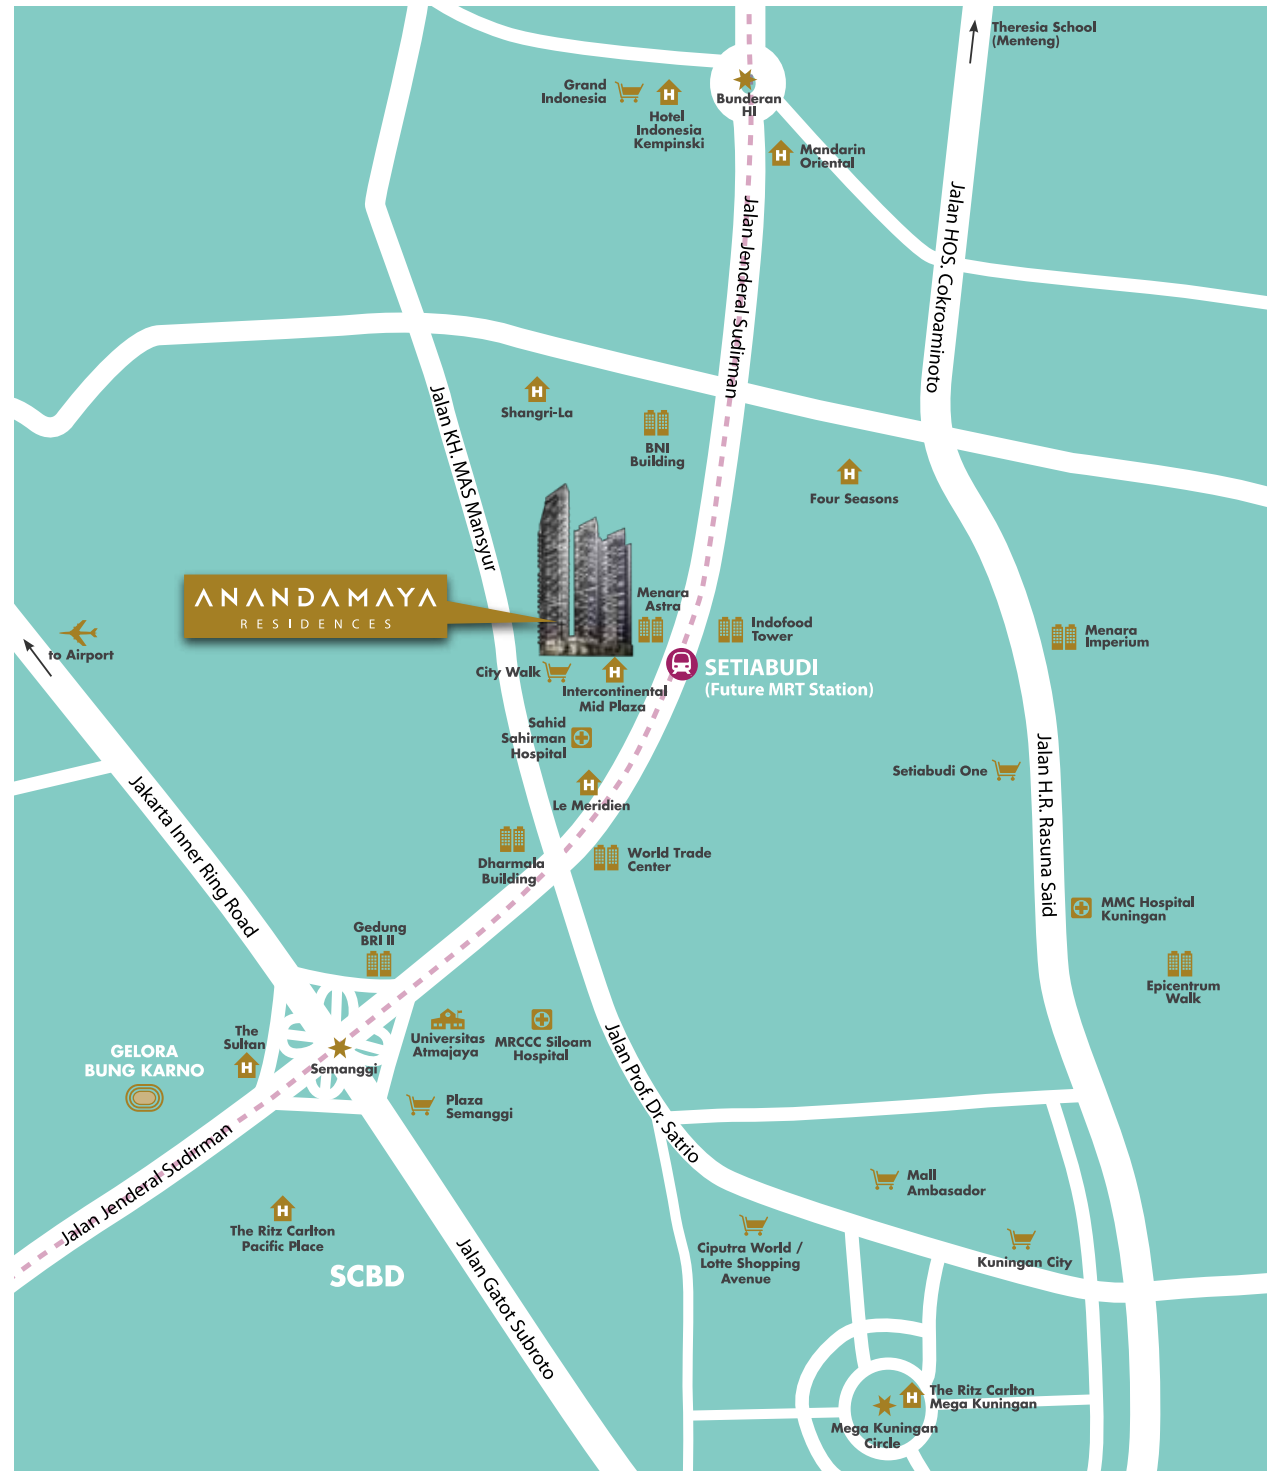 Theresia School
(Menteng)
Grand
Indonesia
H
Hotel
Indonesia
Kempinski
Bunderan
HI
H
Mandarin
Oriental
Jalan HOS. Cokroaminoto
Jalan Jenderal Sudirman
H
Shangri-La
Jalan KH. MAS Mansyur
BNI
Building
H
Four Seasons
ANANDAMAYA
RESIDENCES
Menara
Astra
Indofood
Tower
Menara
Imperium
to Airport
City Walk
H
Intercontinental
Mid Plaza
SETIABUDI
(Future MRT Station)
Sahid
Sahirman
Hospital
Setiabudi One
H
Le Meridien
Jalan H.R. Rasuna Said
Jakarta Inner Ring Road
Dharmala
Building
World Trade
Center
MMC Hospital
Kuningan
Gedung
BRI II
Epicentrum
Walk
The
Sultan
H
GELORA
BUNG KARNO
Semanggi
Universitas
Atmajaya
MRCCC Siloam
Hospital
Jalan Prof. Dr. Satrio
Plaza
Semanggi
Jalan Jenderal Sudirman
Mall
Ambasador
H
The Ritz Carlton
Pacific Place
SCBD
Jalan Gatot Subroto
Ciputra World /
Lotte Shopping
Avenue
Kuningan City
H
The Ritz Carlton
Mega Kuningan
Mega Kuningan
Circle